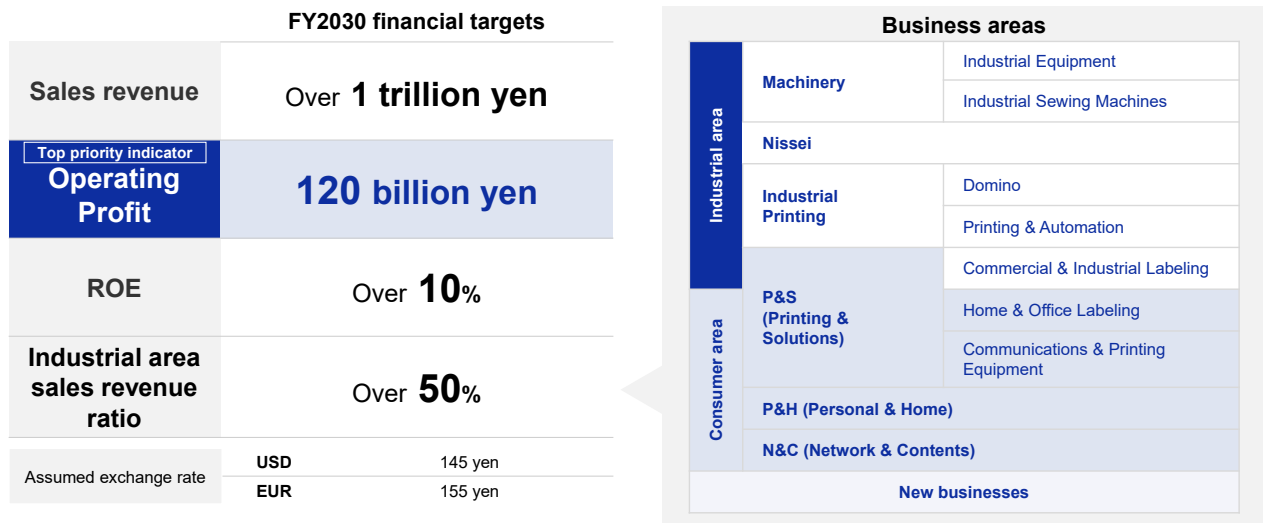 FY2030 financial targets
Sales revenue
Over 1 trillion yen
Top priority indicator
Operating
Profit
120 billion yen
ROE
Over 10%
Industrial area
sales revenue
ratio
Over 50%
Assumed exchange rate
USD 145 yen
EUR 155 yen
Business areas
Industrial area
Machinery
Industrial Equipment
Industrial Sewing Machines
Nissei
Industrial
Printing
Domino
Printing & Automation
P&S
(Printing &
Solutions)
Commercial & Industrial Labeling
Consumer area
Home & Office Labeling
Communications & Printing
Equipment
P&H (Personal & Home)
N&C (Network & Contents)
New businesses